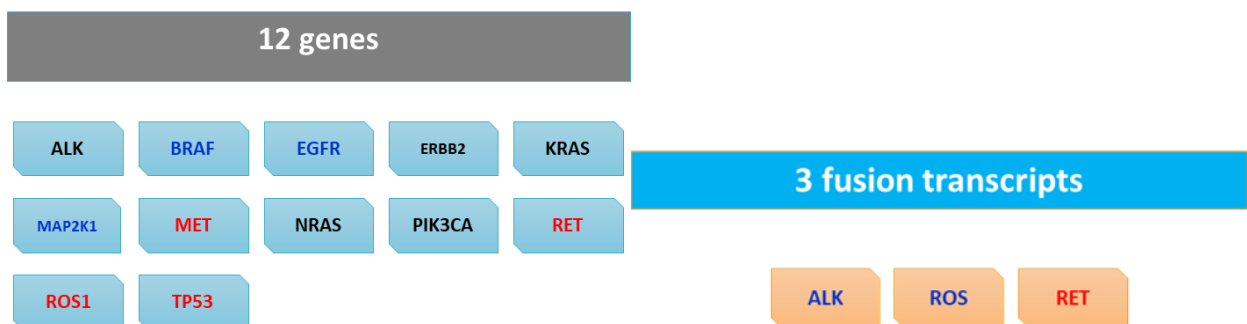 12 genes
ALK BRAF EGFR ERBB2 KRAS
MAP2K1 MET NRAS PIK3CA RET
ROS1 TP53
3 fusion transcripts
ALK ROS RET